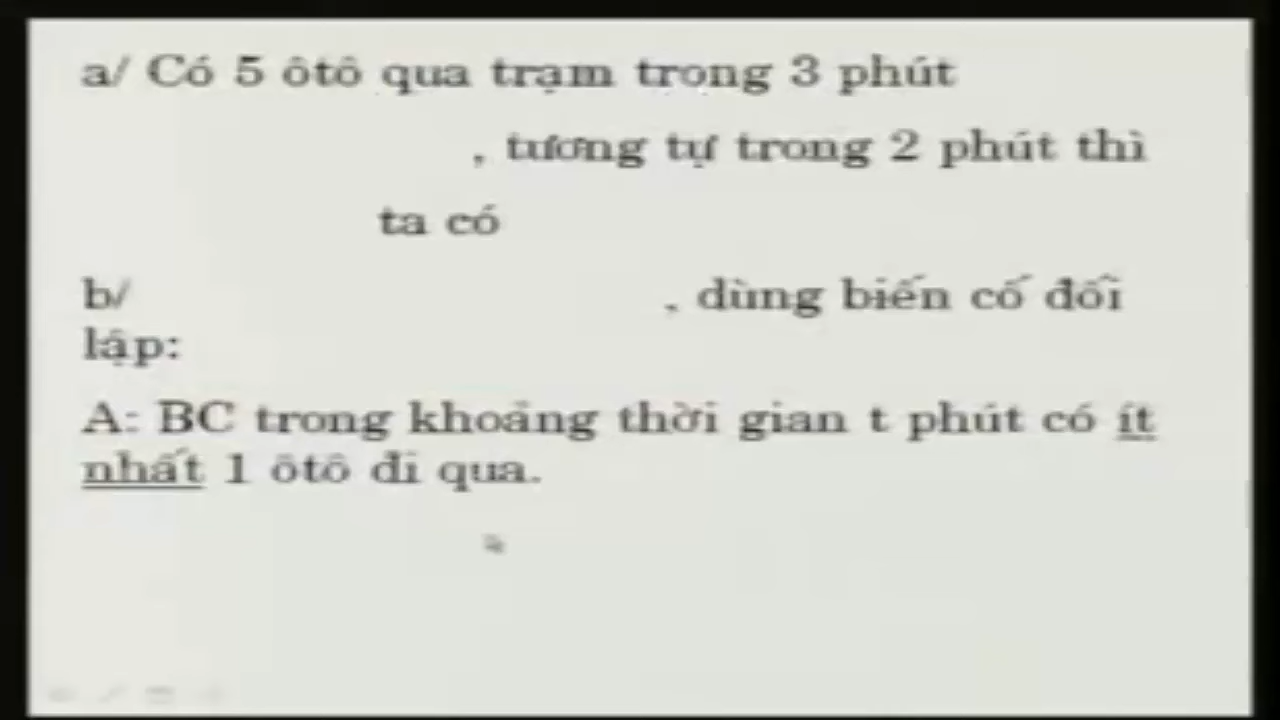 a/ Có 5 ôtô qua trạm trong 3 phút
, tương tự trong 2 phút thì
ta có
b/ , dùng biến cố đối
lập:
A: BC trong khoảng thời gian t phút có ít
nhất 1 ôtô đi qua.